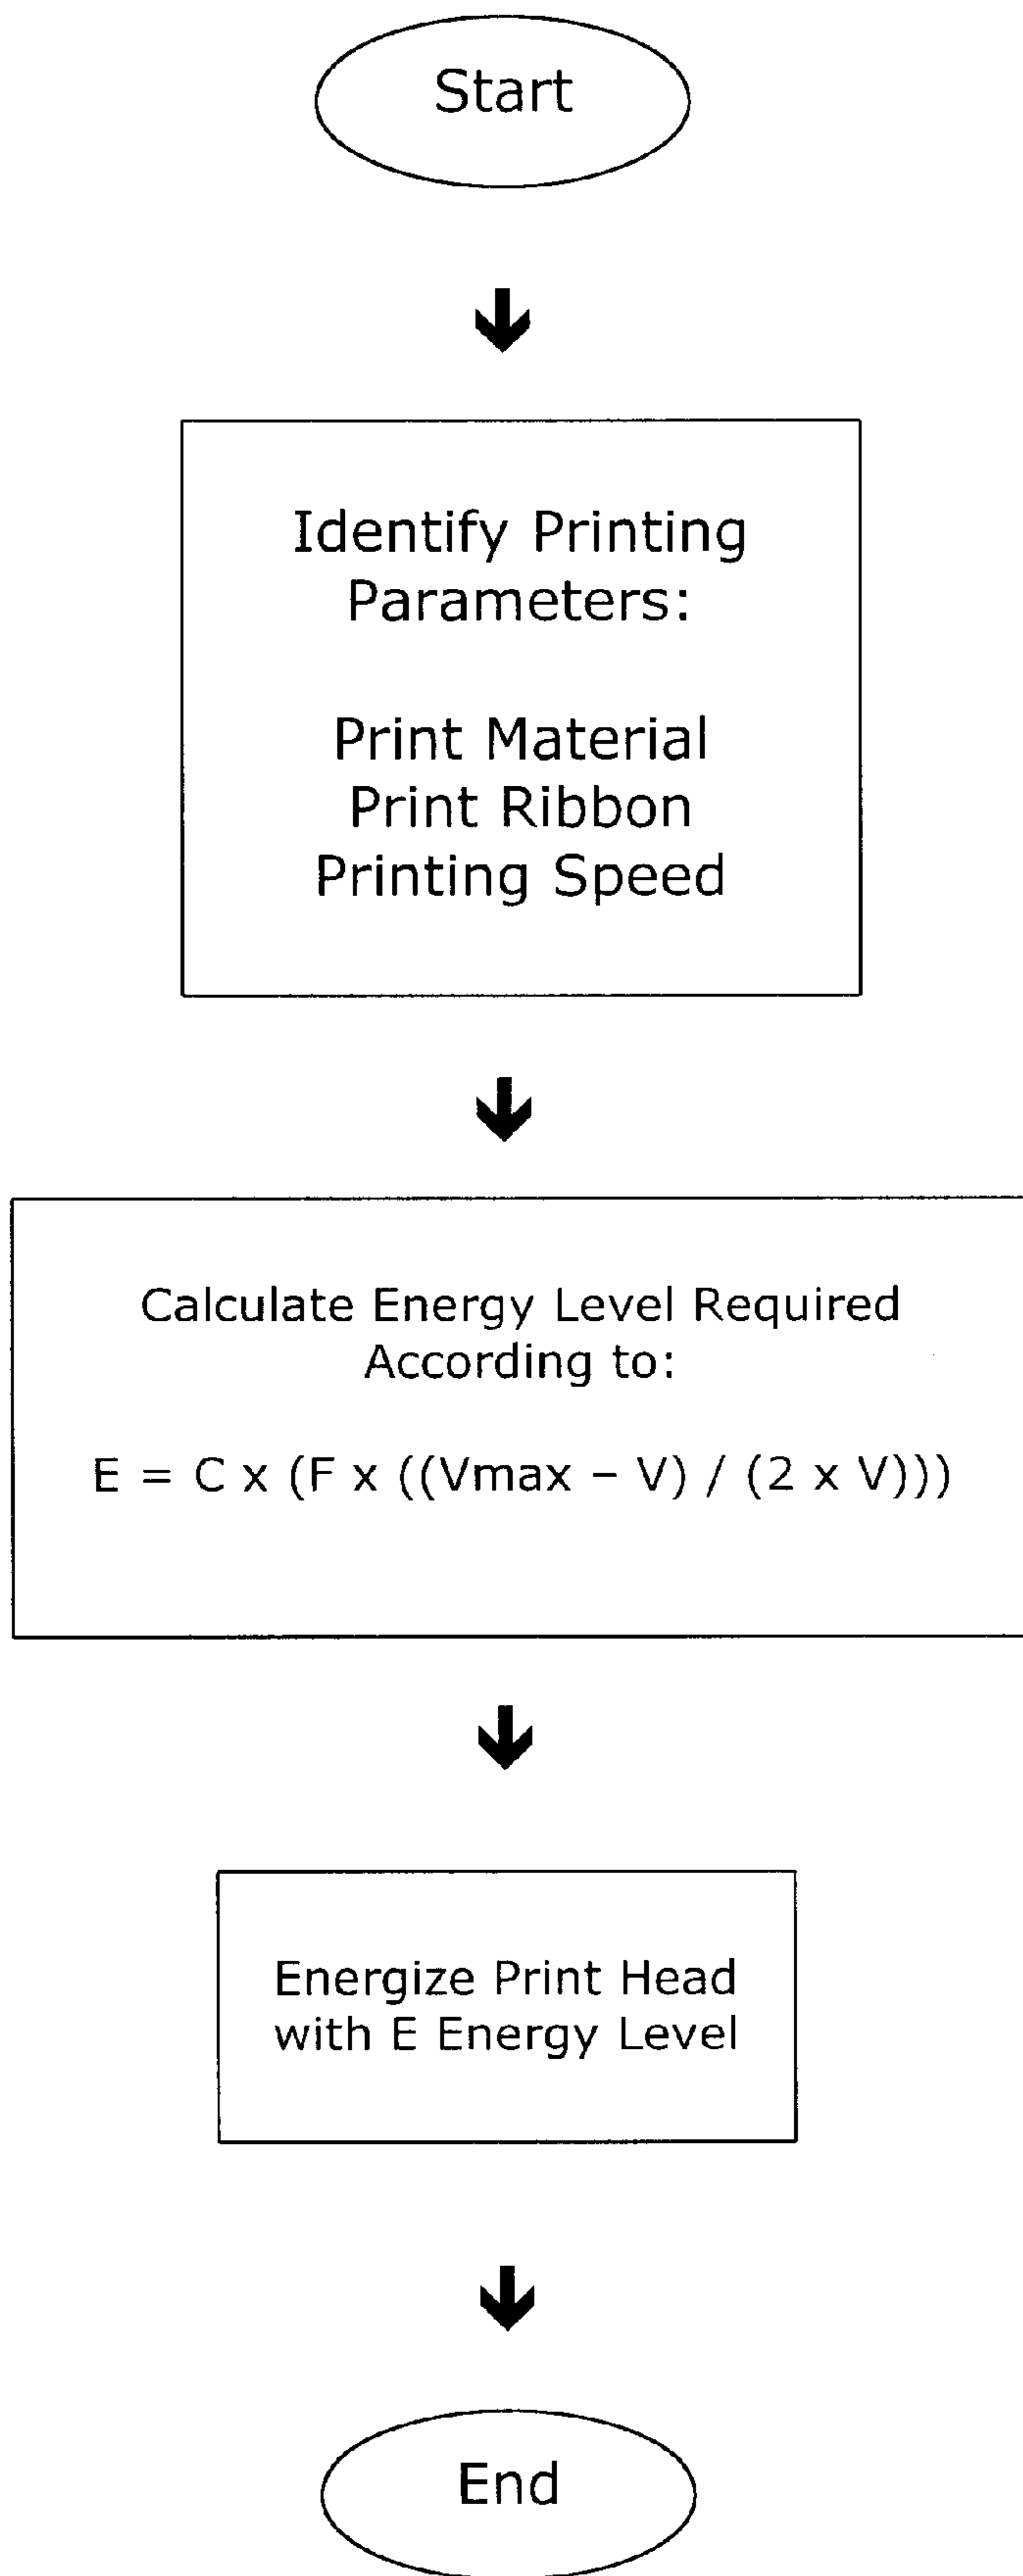 Start
Identify Printing
Parameters:
Print Material
Print Ribbon
Printing Speed
Calculate Energy Level Required
According to:
E = C x (F x ((Vmax – V) / (2 x V)))
Energize Print Head
with E Energy Level
End